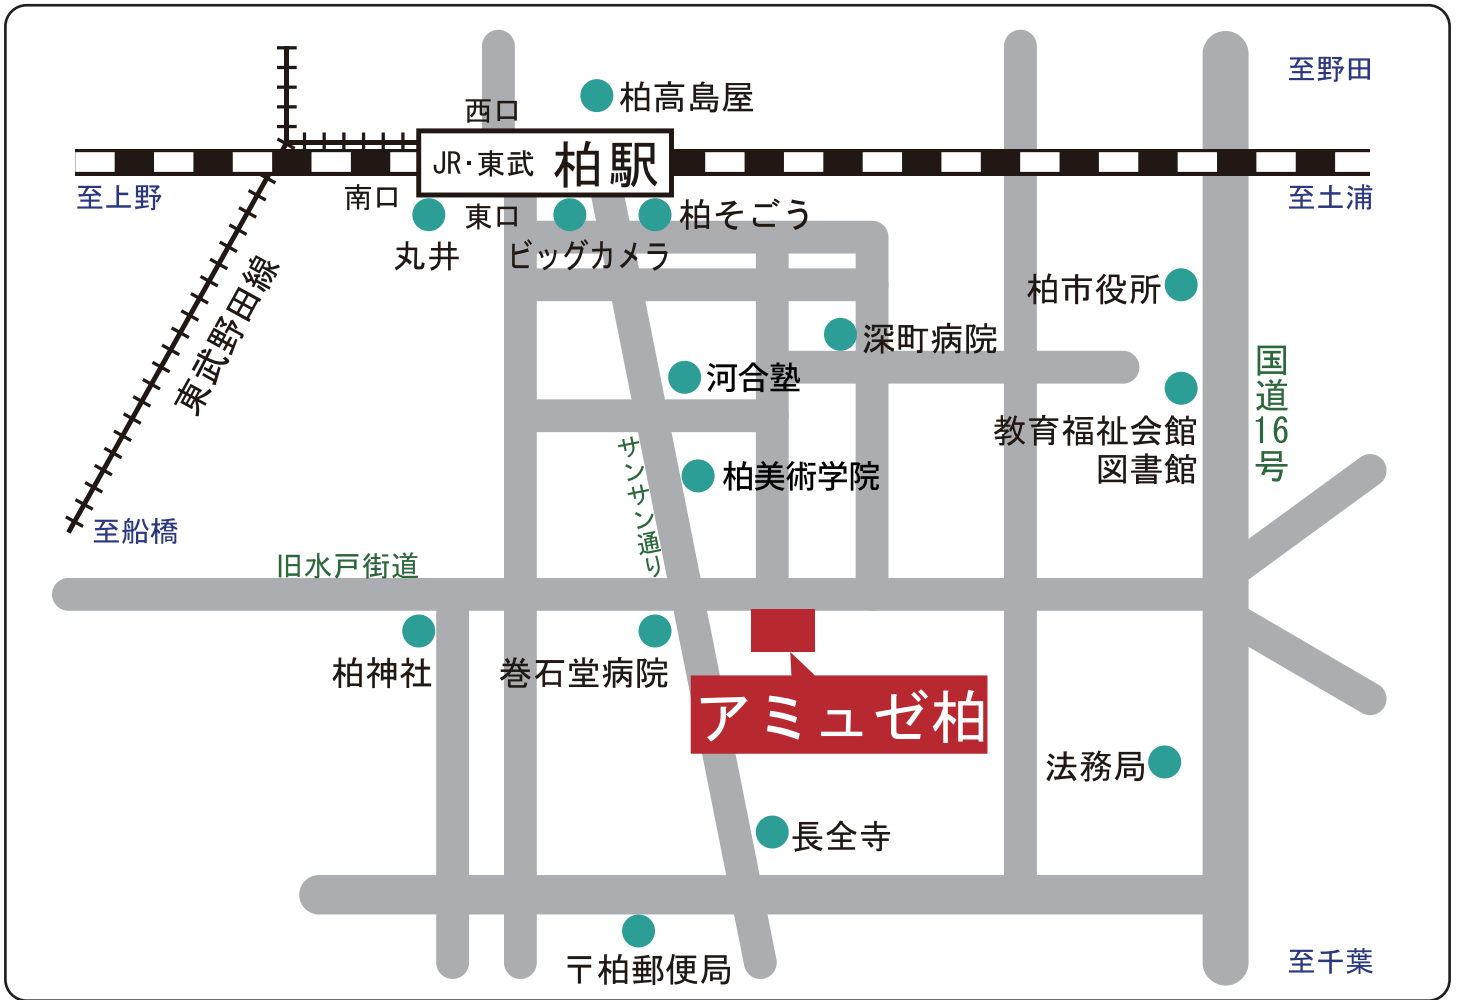 至野田
柏高島屋
西口
JR・東武 柏駅
至上野
南口
東口
柏そごう
至土浦
丸井
ビッグカメラ
柏市役所
東武野田線
深町病院
国道16号
河合塾
教育福祉会館
図書館
サンサン通り
柏美術学院
至船橋
旧水戸街道
柏神社
巻石堂病院
アミュゼ柏
法務局
長全寺
〒柏郵便局
至千葉